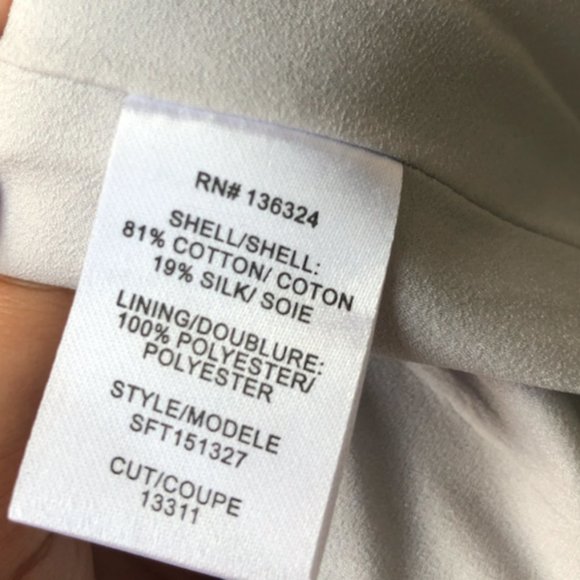 RN# 136324
SHELL/SHELL:
81% COTTON/ COTON
19% SILK/ SOIE
LINING/DOUBLURE:
100% POLYESTER/
POLYESTER
STYLE/MODELE
SFT151327
CUT/COUPE
13311